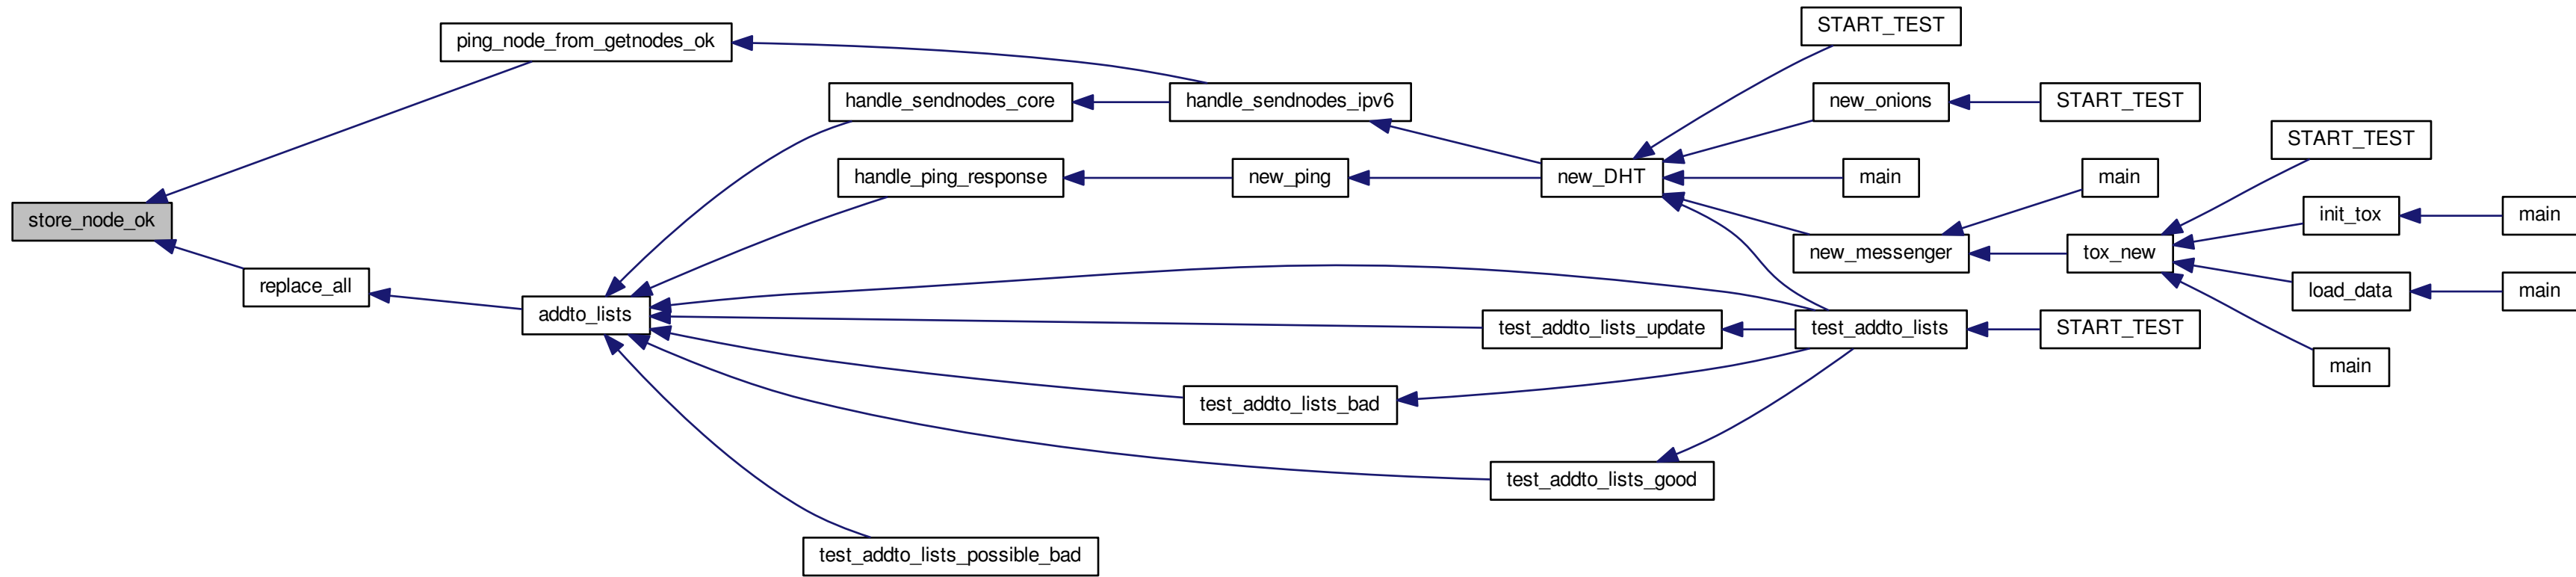 START_TEST
ping_node_from_getnodes_ok
handle_sendnodes_core
handle_sendnodes_ipv6
new_onions
START_TEST
START_TEST
handle_ping_response
new_ping
new_DHT
main
main
store_node_ok
init_tox
main
new_messenger
tox_new
replace_all
load_data
main
addto_lists
test_addto_lists_update
test_addto_lists
START_TEST
main
test_addto_lists_bad
test_addto_lists_good
test_addto_lists_possible_bad